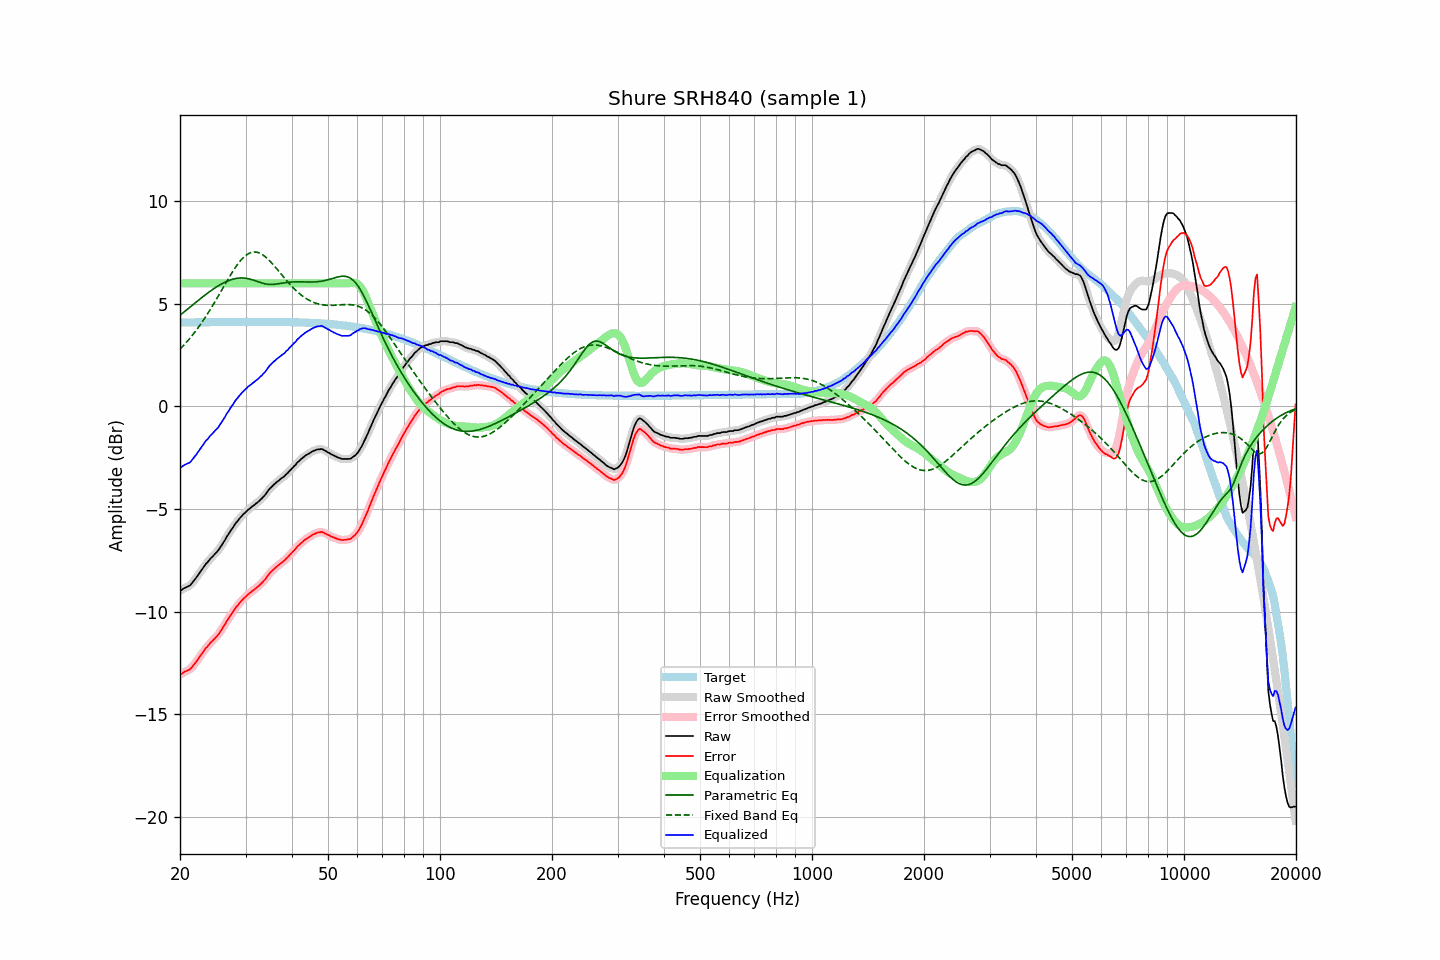 Shure SRH840 (sample 1)
10
5
0
−5
−10
−15
−20
Amplitude (dBr)
Target
Raw Smoothed
Error Smoothed
Raw
Error
Equalization
Parametric Eq
Fixed Band Eq
Equalized
20 50 100 200 500 1000 2000 5000 10000 20000
Frequency (Hz)